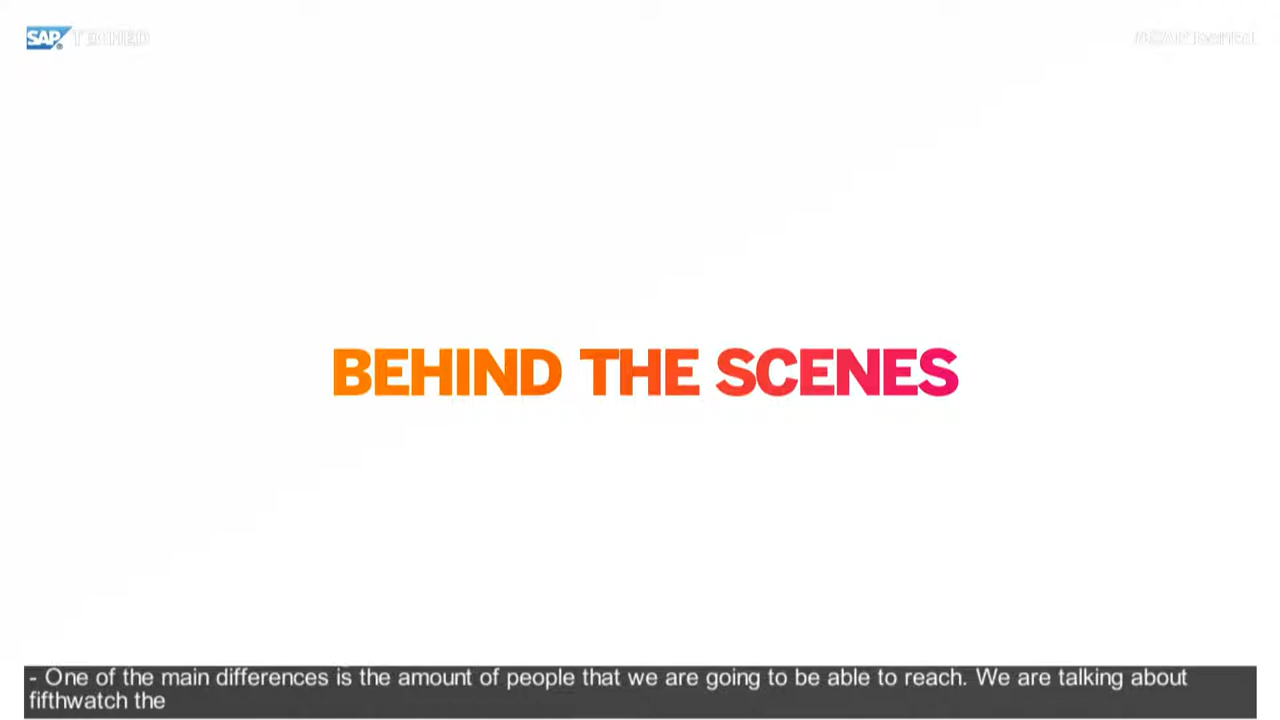 SAP TECHED
#SAPTechEd
BEHIND THE SCENES
- One of the main differences is the amount of people that we are going to be able to reach. We are talking about
fifthwatch the